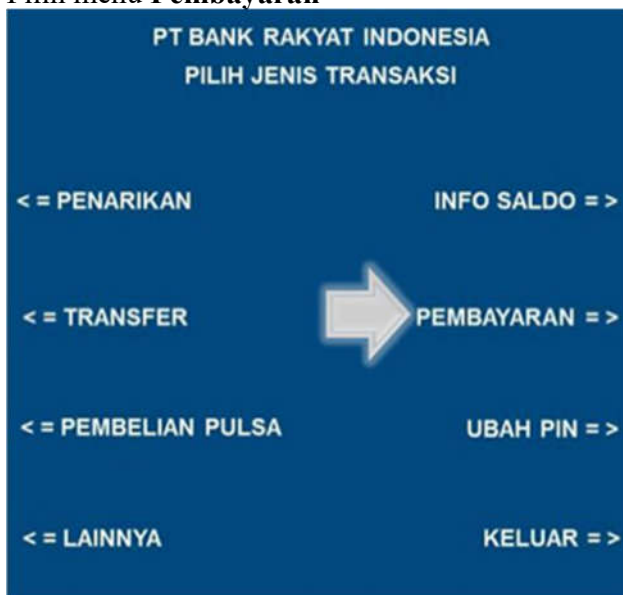 Pilih menu Pembayaran
PT BANK RAKYAT INDONESIA
PILIH JENIS TRANSAKSI
< = PENARIKAN
INFO SALDO = >
< = TRANSFER
PEMBAYARAN = >
< = PEMBELIAN PULSA
UBAH PIN = >
< = LAINNYA
KELUAR = >